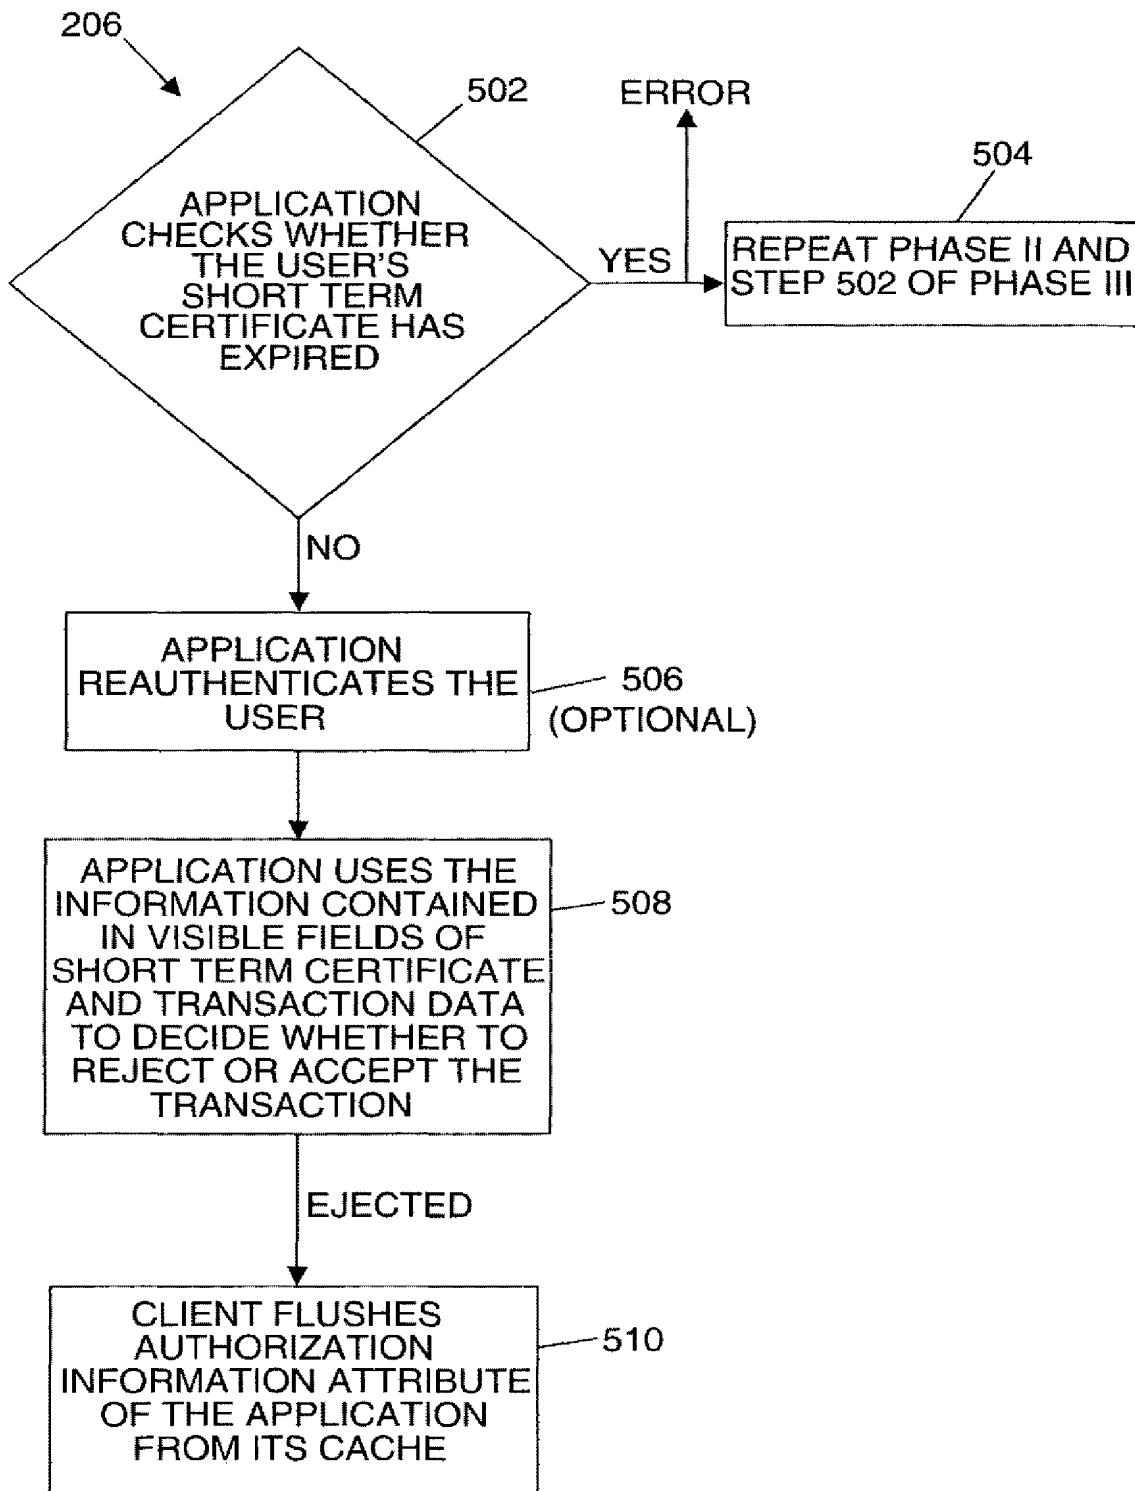 206
502
ERROR
504
APPLICATION
CHECKS WHETHER
THE USER'S
SHORT TERM
CERTIFICATE HAS
EXPIRED
YES
REPEAT PHASE II AND
STEP 502 OF PHASE III
NO
APPLICATION
REAUTHENTICATES THE
USER
506
(OPTIONAL)
APPLICATION USES THE
INFORMATION CONTAINED
IN VISIBLE FIELDS OF
SHORT TERM CERTIFICATE
AND TRANSACTION DATA
TO DECIDE WHETHER TO
REJECT OR ACCEPT THE
TRANSACTION
508
EJECTED
CLIENT FLUSHES
AUTHORIZATION
INFORMATION ATTRIBUTE
OF THE APPLICATION
FROM ITS CACHE
510